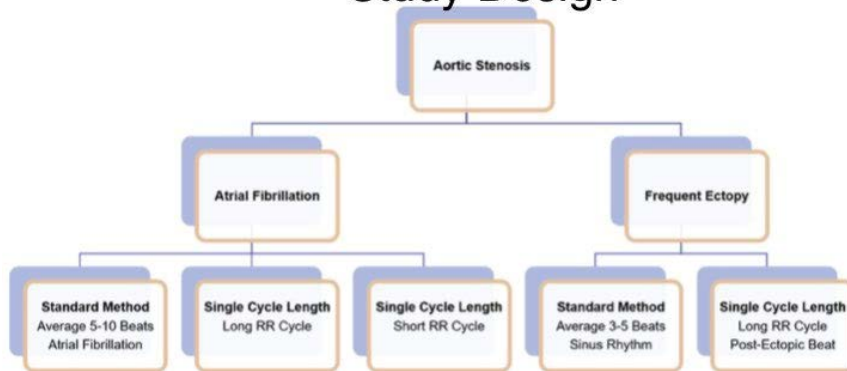 Study Design
Aortic Stenosis
Atrial Fibrillation
Frequent Ectopy
Standard Method
Average 5-10 Beats
Atrial Fibrillation
Single Cycle Length
Long RR Cycle
Single Cycle Length
Short RR Cycle
Standard Method
Average 3-5 Beats
Sinus Rhythm
Single Cycle Length
Long RR Cycle
Post-Ectopic Beat